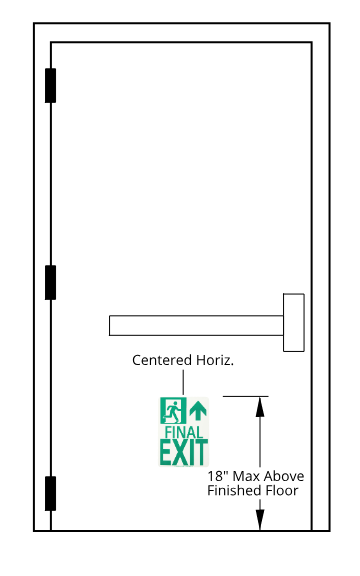 Centered Horiz.
FINAL
EXIT
18" Max Above
Finished Floor